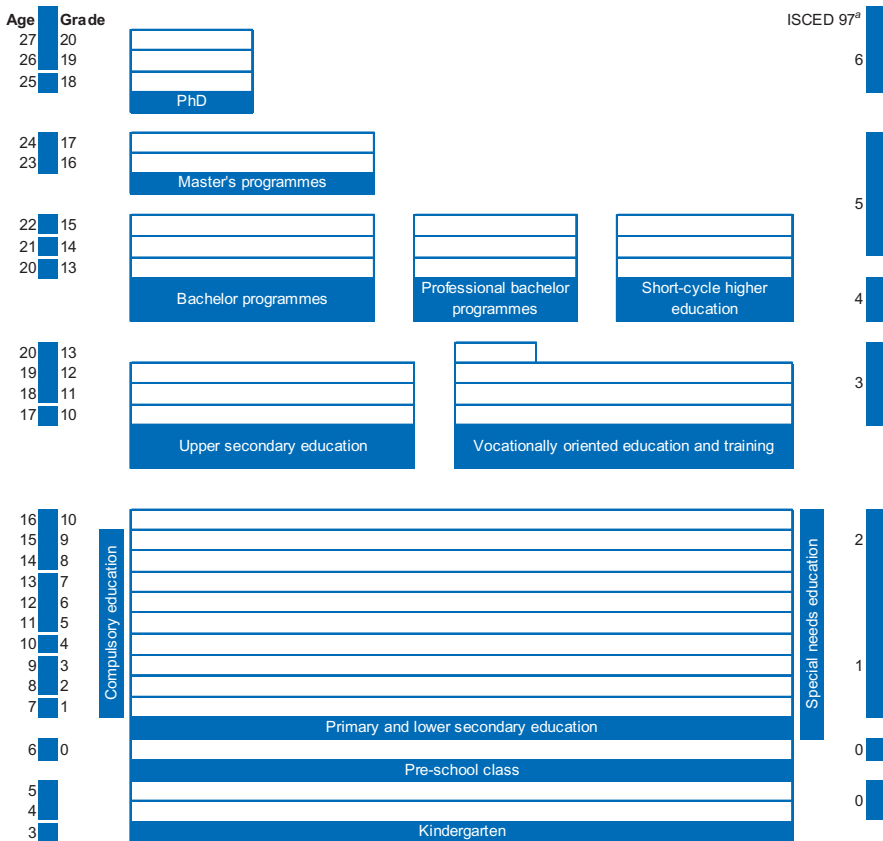 Age Grade ISCED 97ª
27 20
26 19 6
25 18
PhD
24 17
23 16
Master's programmes
5
22 15
21 14
20 13
Bachelor programmes
Professional bachelor
programmes
Short-cycle higher
education
4
20 13
19 12
18 11 3
17 10
Upper secondary education
Vocationally oriented education and training
16 10
15 9 2
14 8
13 7
12 6
11 5
10 4
9 3 1
8 2
7 1
Compulsory education
Special needs education
Primary and lower secondary education
6 0 0
Pre-school class
5
4 0
3
Kindergarten